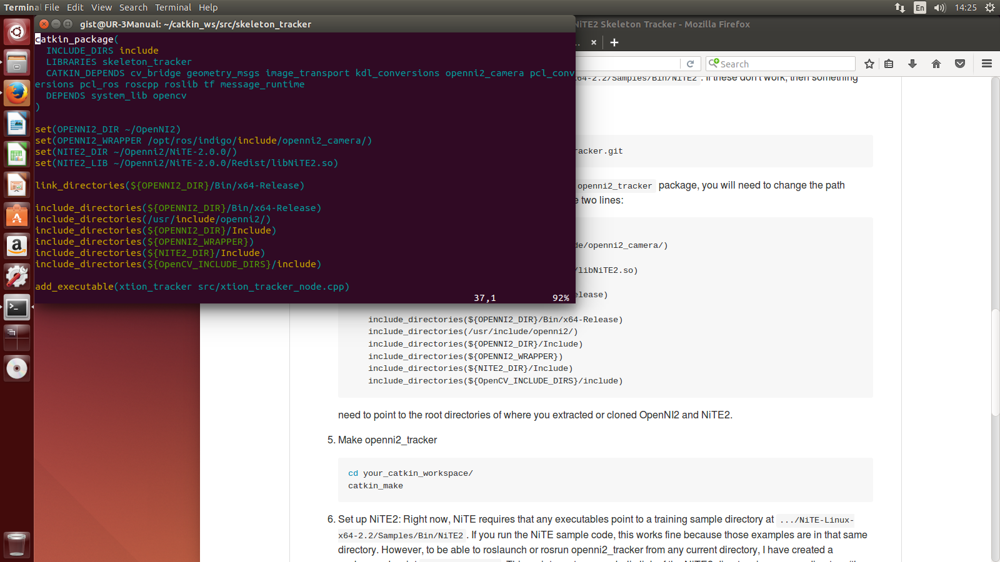 Terminal File Edit View Search Terminal Help
En
14:25
gist@UR-3Manual: ~/catkin_ws/src/skeleton_tracker
NiTE2 Skeleton Tracker - Mozilla Firefox
Search
catkin_package(
INCLUDE_DIRS include
LIBRARIES skeleton_tracker
CATKIN_DEPENDS cv_bridge geometry_msgs image_transport kdl_conversions openni2_camera pcl_conv
ersions pcl_ros roscpp roslib tf message_runtime
DEPENDS system_lib opencv
)
set(OPENNI2_DIR ~/OpenNI2)
set(OPENNI2_WRAPPER /opt/ros/indigo/include/openni2_camera/)
set(NITE2_DIR ~/Openni2/NiTE-2.0.0/)
set(NITE2_LIB ~/Openni2/NiTE-2.0.0/Redist/libNiTE2.so)
link_directories(${OPENNI2_DIR}/Bin/x64-Release)
include_directories(${OPENNI2_DIR}/Bin/x64-Release)
include_directories(/usr/include/openni2/)
include_directories(${OPENNI2_DIR}/Include)
include_directories(${OPENNI2_WRAPPER})
include_directories(${NITE2_DIR}/Include)
include_directories(${OpenCV_INCLUDE_DIRS}/include)
add_executable(xtion_tracker src/xtion_tracker_node.cpp)
37,1 92%
64-2.2/Samples/Bin/NiTE2 . If these don't work, then something
racker.git
openni2_tracker package, you will need to change the path
e two lines:
de/openni2_camera/)
/libNiTE2.so)
elease)
include_directories(${OPENNI2_DIR}/Bin/x64-Release)
include_directories(/usr/include/openni2/)
include_directories(${OPENNI2_DIR}/Include)
include_directories(${OPENNI2_WRAPPER})
include_directories(${NITE2_DIR}/Include)
include_directories(${OpenCV_INCLUDE_DIRS}/include)
need to point to the root directories of where you extracted or cloned OpenNI2 and NiTE2.
5. Make openni2_tracker
cd your_catkin_workspace/
catkin_make
6. Set up NiTE2: Right now, NiTE requires that any executables point to a training sample directory at .../NiTE-Linux-
x64-2.2/Samples/Bin/NiTE2 . If you run the NiTE sample code, this works fine because those examples are in that same
directory. However, to be able to roslaunch or rosrun openni2_tracker from any current directory, I have created a